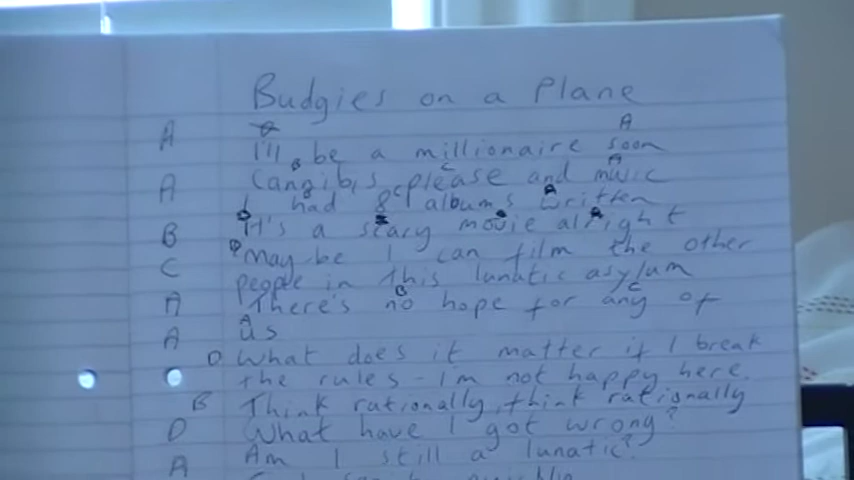 Budgies on a Plane
A
A I'll be a millionaire soon
B C A
A Cangibis please and music
I had 8 albums written
B It's a scary movie alright
C Maybe I can film the other
people in this lunatic asylum
A There's no hope for any of
A us
D What does it matter if I break
the rules - I'm not happy here.
B Think rationally, think rationally
D What have I got wrong?
A Am I still a lunatic?